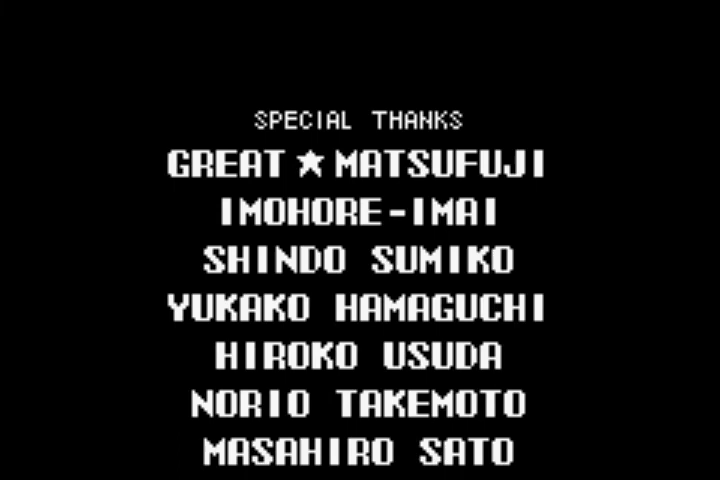 SPECIAL THANKS
GREAT★MATSUFUJI
IMOHORE-IMAI
SHINDO SUMIKO
YUKAKO HAMAGUCHI
HIROKO USUDA
NORIO TAKEMOTO
MASAHIRO SATO